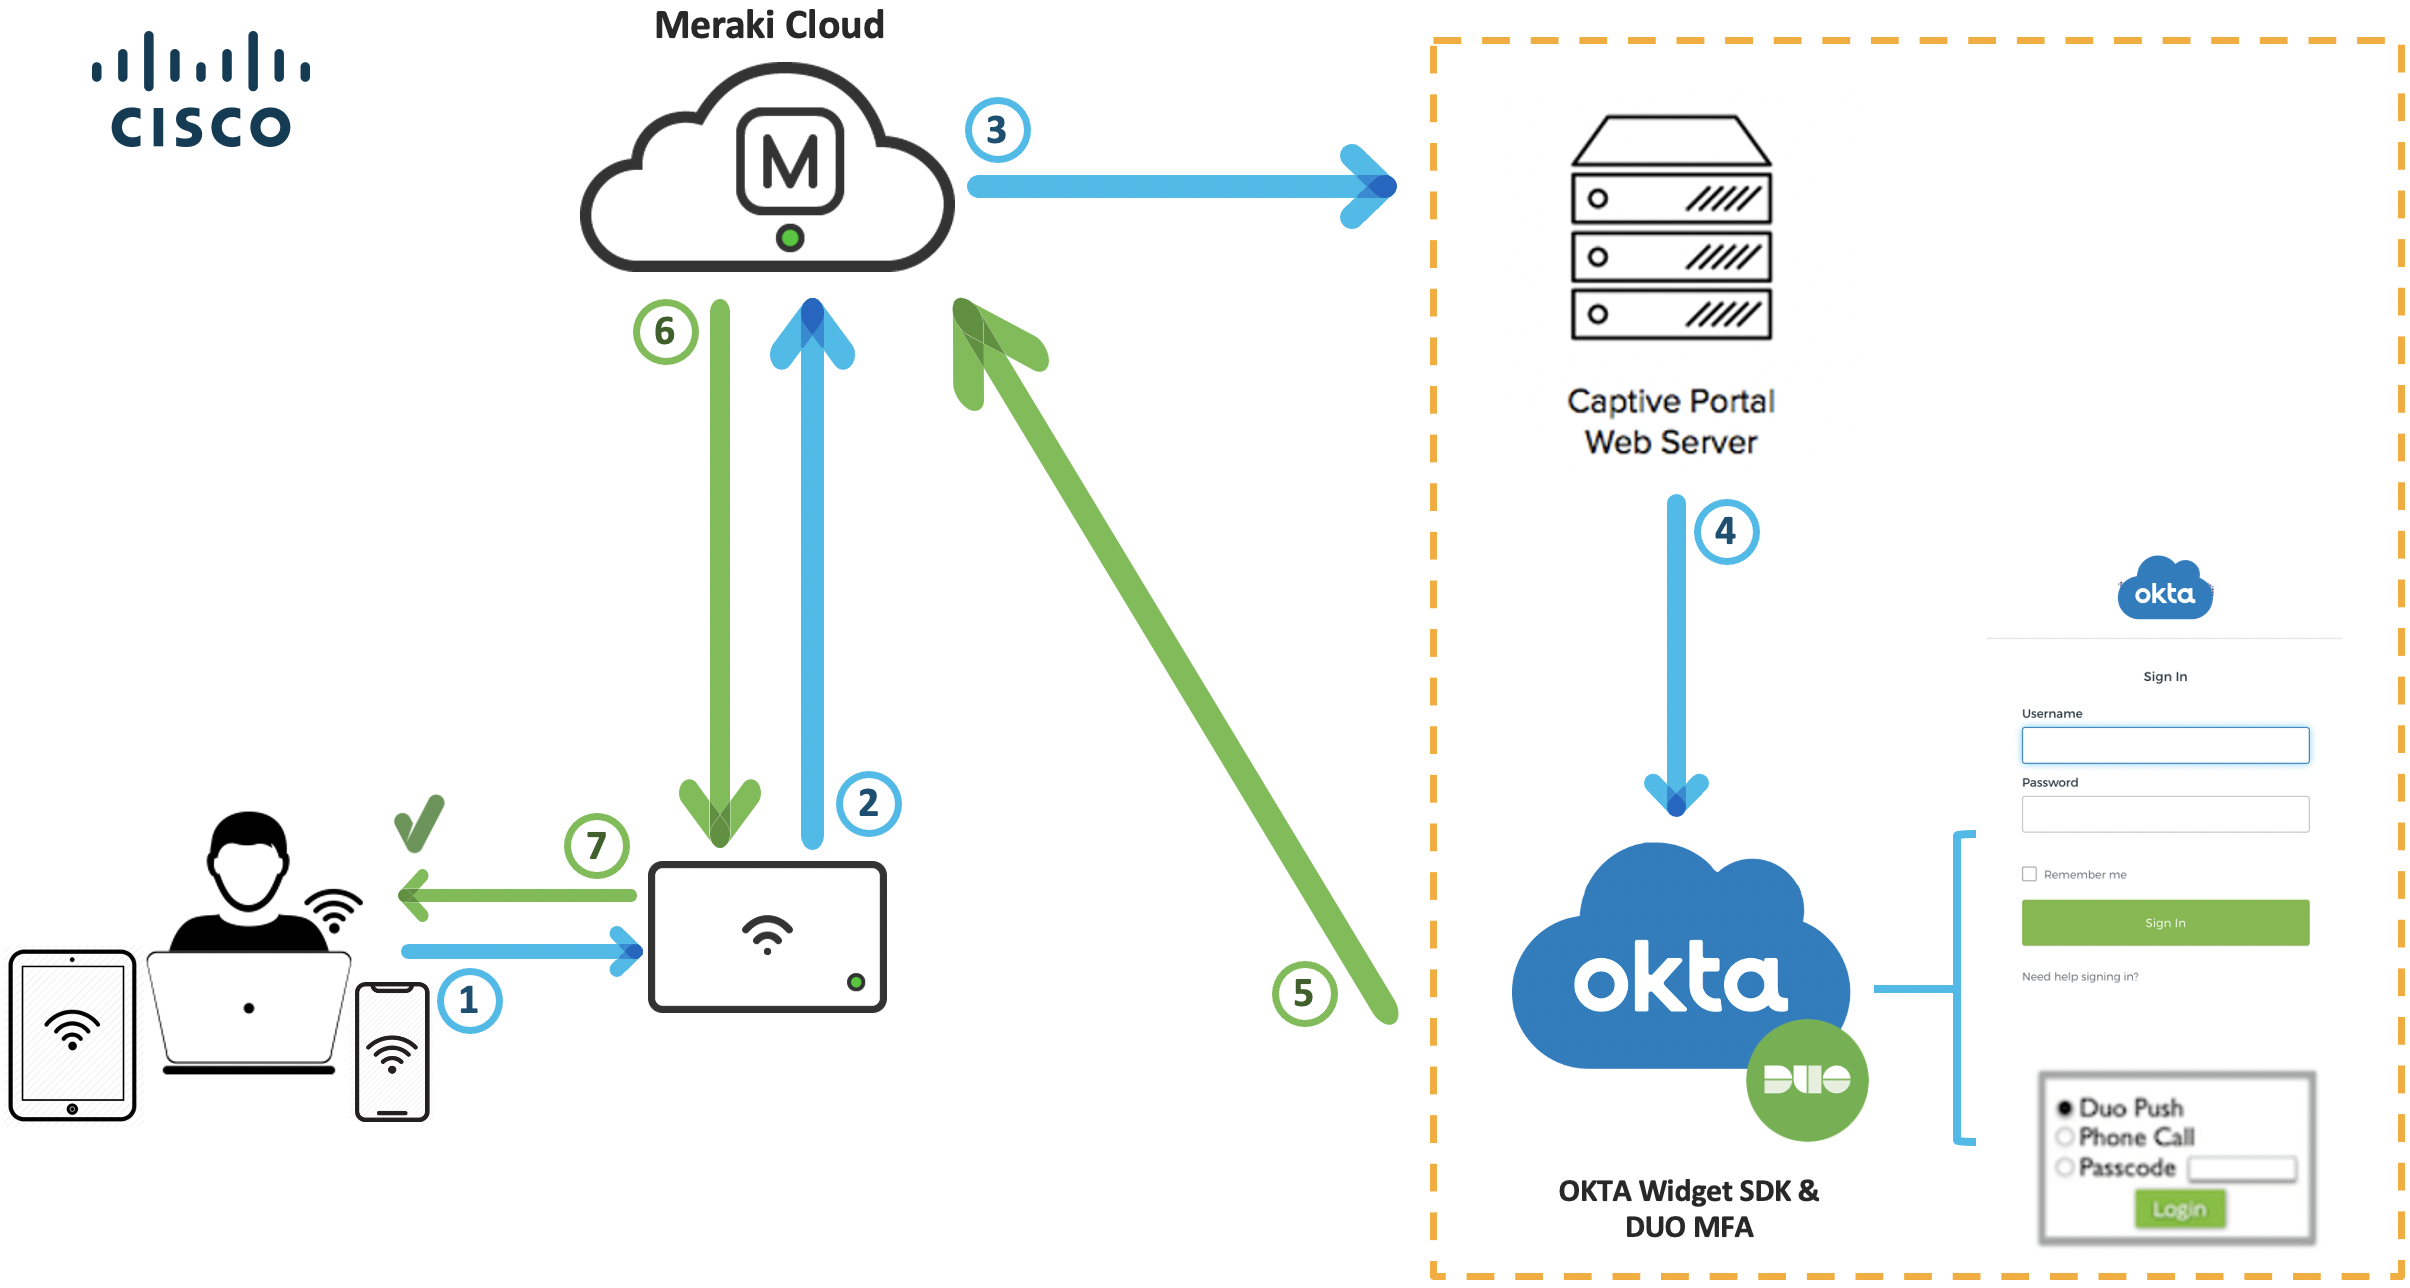 Meraki Cloud
CISCO
M
3
6
Captive Portal
Web Server
4
okta
Sign In
Username
Password
2
7
Remember me
Sign In
Need help signing in?
1
5
okta
DUO
Duo Push
Phone Call
Passcode
Login
OKTA Widget SDK &
DUO MFA